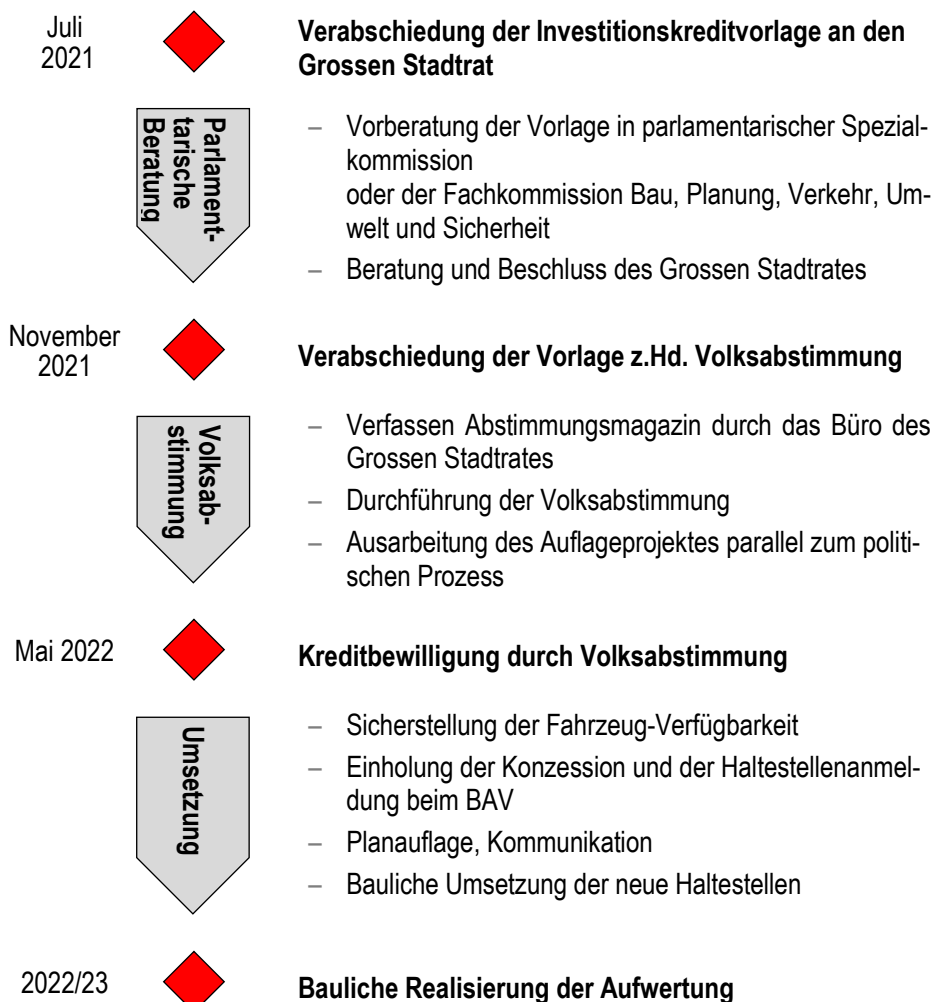 Juli
2021
Verabschiedung der Investitionskreditvorlage an den
Grossen Stadtrat
Parlament-
tarische
Beratung
– Vorberatung der Vorlage in parlamentarischer Spezial-
kommission
oder der Fachkommission Bau, Planung, Verkehr, Um-
welt und Sicherheit
– Beratung und Beschluss des Grossen Stadtrates
November
2021
Verabschiedung der Vorlage z.Hd. Volksabstimmung
Volksab-
stimmung
– Verfassen Abstimmungsmagazin durch das Büro des
Grossen Stadtrates
– Durchführung der Volksabstimmung
– Ausarbeitung des Auflageprojektes parallel zum politi-
schen Prozess
Mai 2022
Kreditbewilligung durch Volksabstimmung
Umsetzung
– Sicherstellung der Fahrzeug-Verfügbarkeit
– Einholung der Konzession und der Haltestellenanmel-
dung beim BAV
– Planauflage, Kommunikation
– Bauliche Umsetzung der neue Haltestellen
2022/23
Bauliche Realisierung der Aufwertung